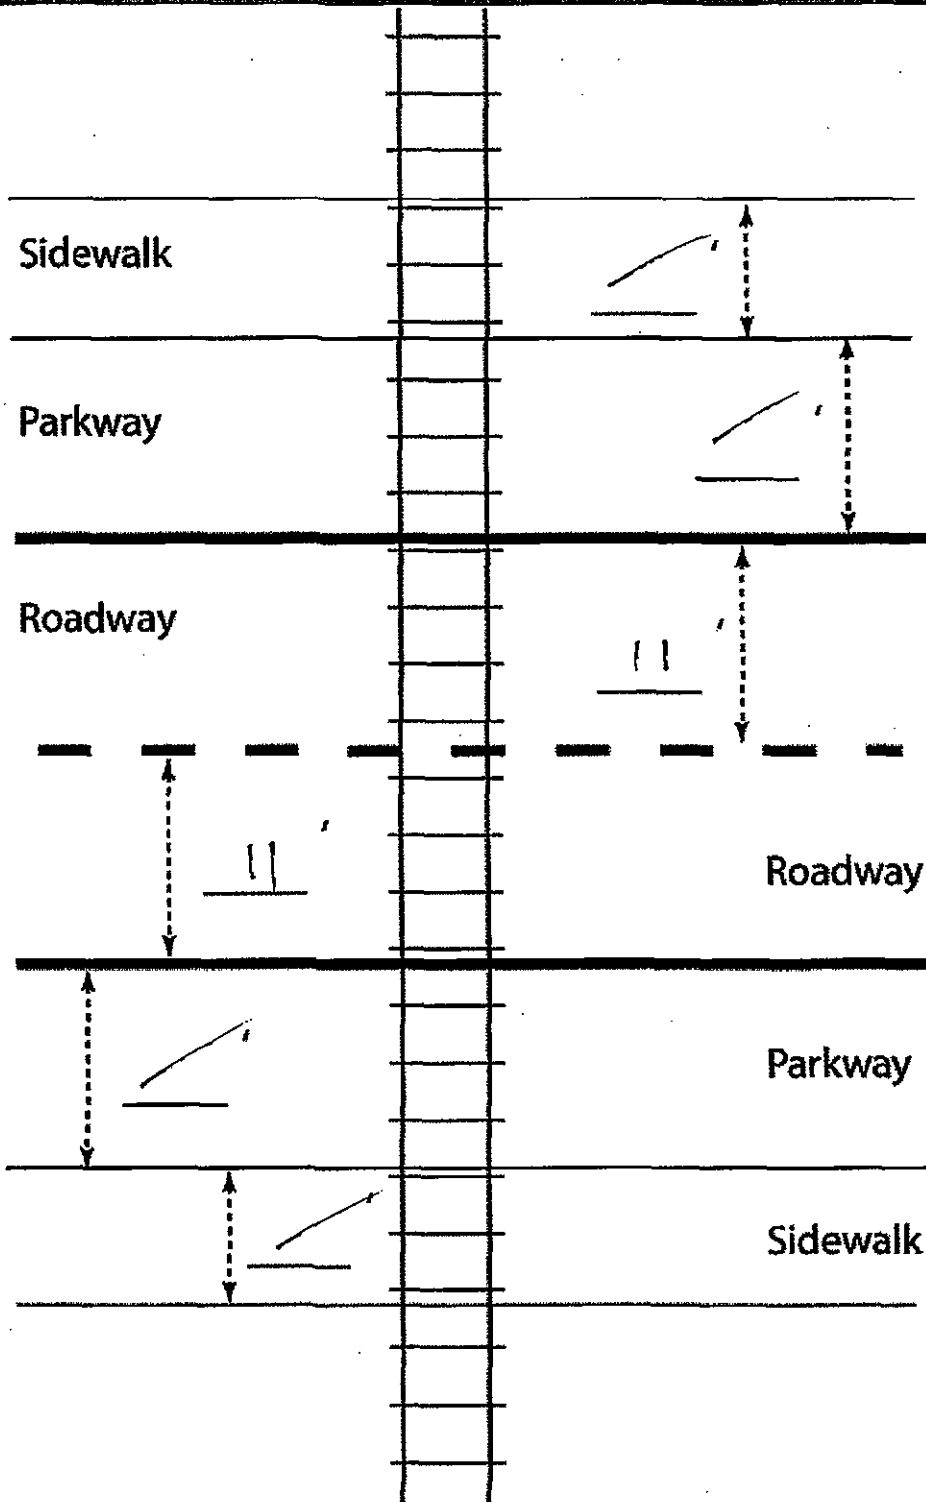 Sidewalk
/ '
Parkway
/ '
Roadway
11 '
11 '
Roadway
/ '
Parkway
/ '
Sidewalk